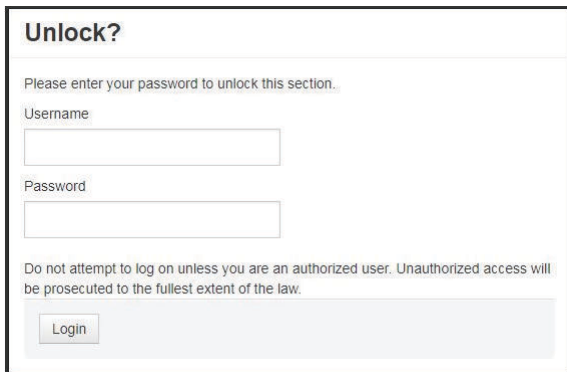 Unlock?
Please enter your password to unlock this section.
Username
Password
Do not attempt to log on unless you are an authorized user. Unauthorized access will
be prosecuted to the fullest extent of the law.
Login